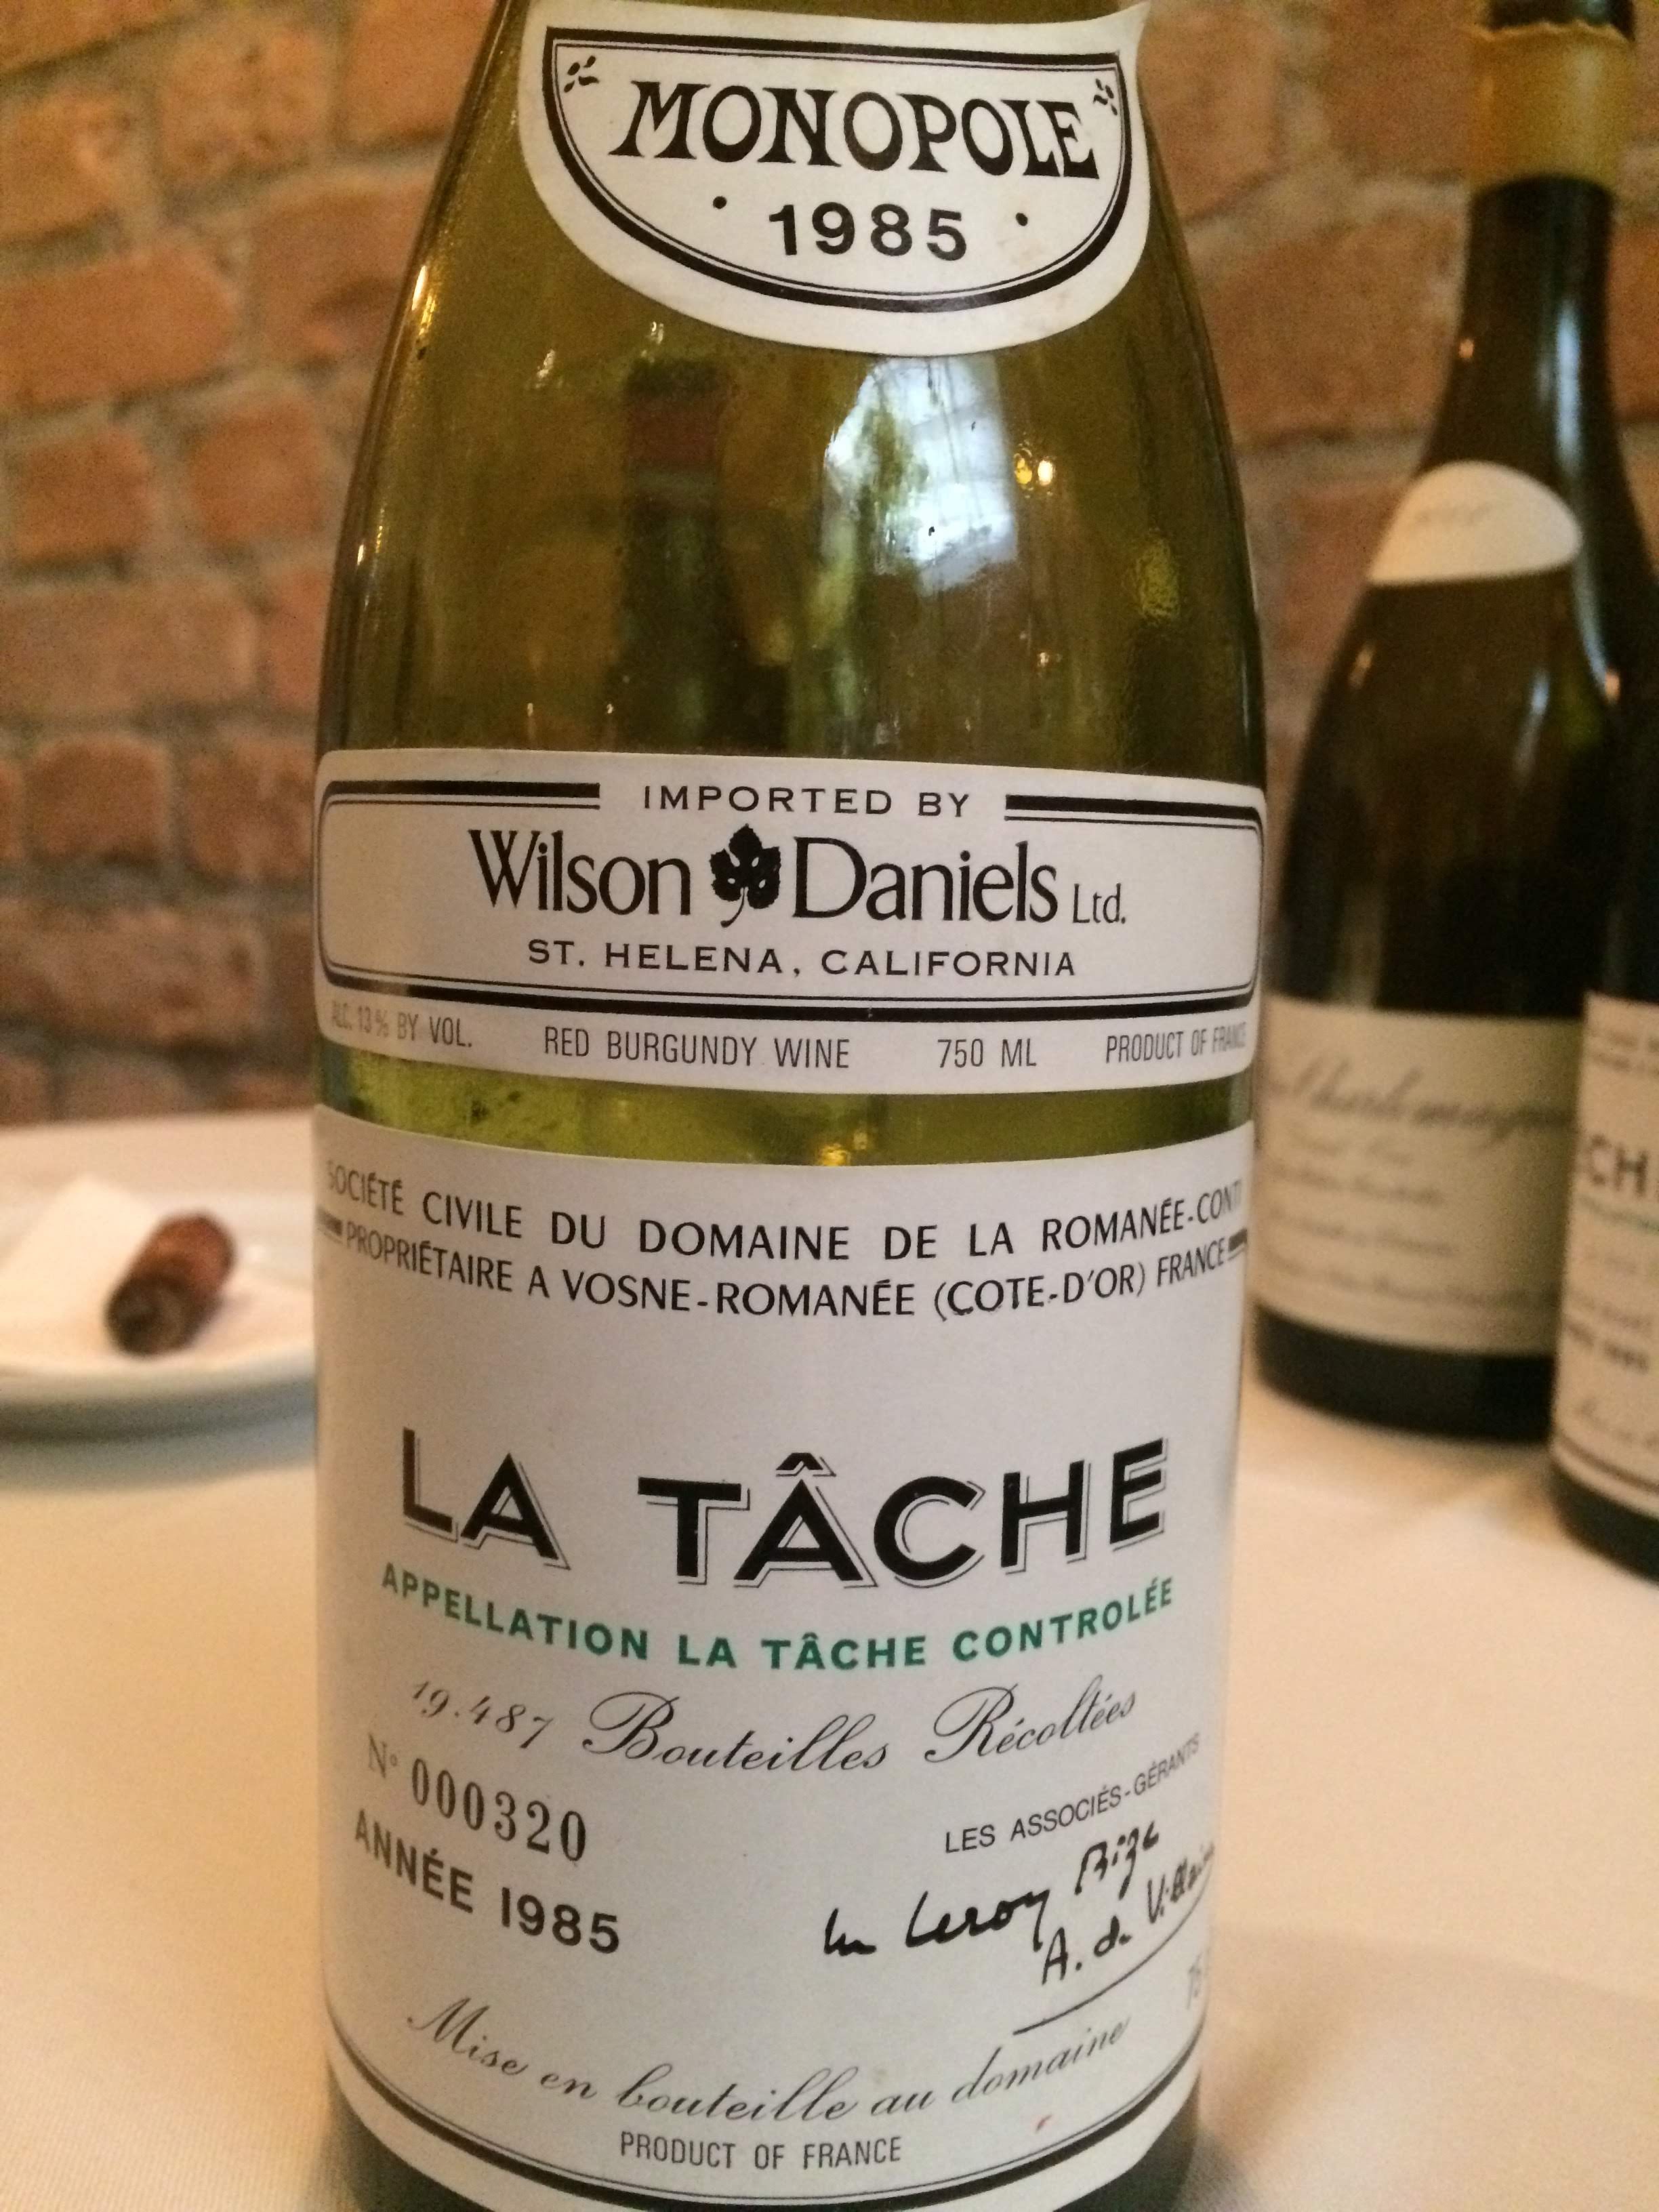 MONOPOLE
· 1985 ·
IMPORTED BY
Wilson Daniels Ltd.
ST. HELENA, CALIFORNIA
ALC. 13% BY VOL. RED BURGUNDY WINE 750 ML PRODUCT OF FRANCE
SOCIÉTÉ CIVILE DU DOMAINE DE LA ROMANÉE-CONTI
PROPRIÉTAIRE A VOSNE-ROMANÉE (COTE-D'OR) FRANCE
LA TÂCHE
APPELLATION LA TÂCHE CONTROLÉE
19.487 Bouteilles Récoltées
N° 000320
ANNÉE 1985
LES ASSOCIÉS-GÉRANTS
Leroy Bize
A. de Villaine
Mise en bouteille au domaine
PRODUCT OF FRANCE
CH